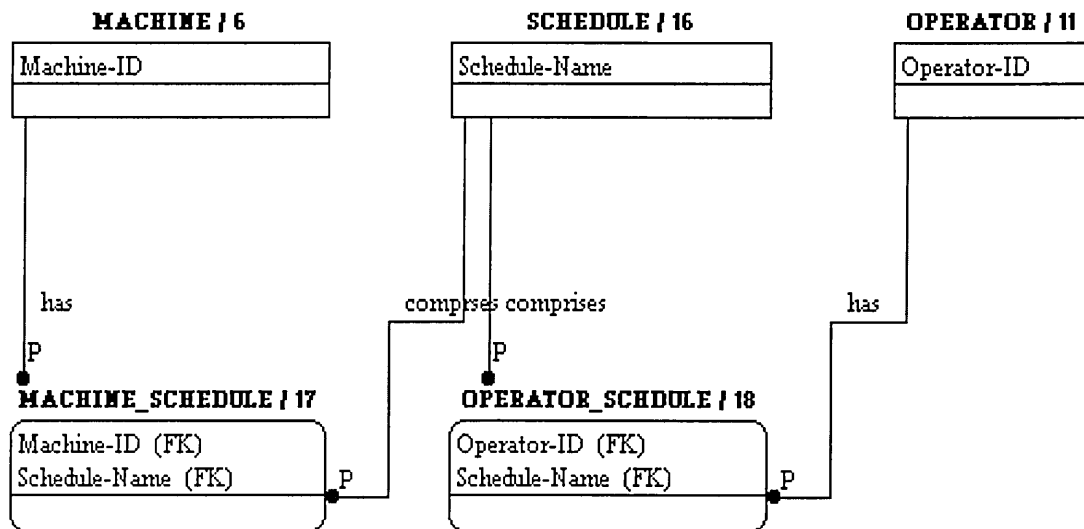 MACHINE / 6
SCHEDULE / 16
OPERATOR / 11
Machine-ID
Schedule-Name
Operator-ID
has
comprses comprises
has
P
P
MACHINE_SCHEDULE / 17
OPERATOR_SCHDULE / 18
Machine-ID (FK)
Schedule-Name (FK)
P
Operator-ID (FK)
Schedule-Name (FK)
P